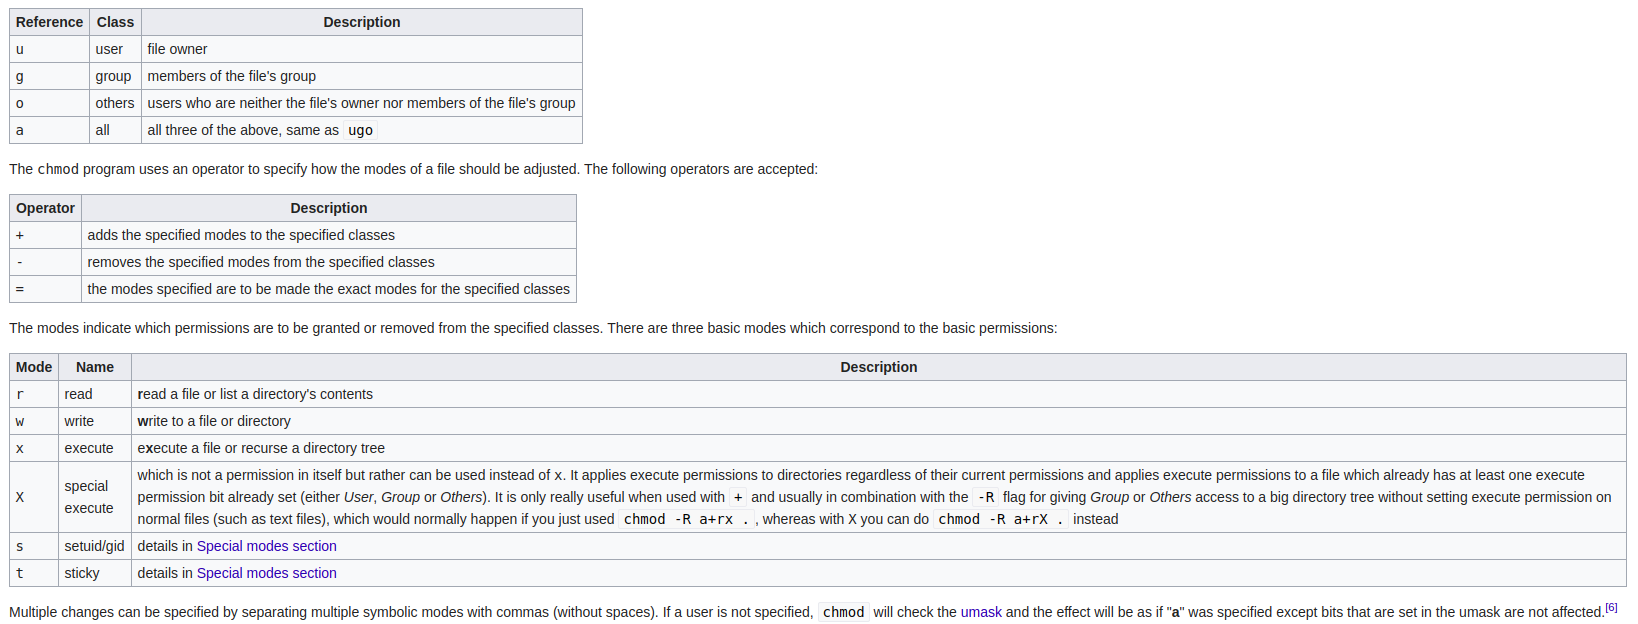 Reference Class Description
u user file owner
g group members of the file's group
o others users who are neither the file's owner nor members of the file's group
a all all three of the above, same as ugo
The chmod program uses an operator to specify how the modes of a file should be adjusted. The following operators are accepted:
Operator Description
+ adds the specified modes to the specified classes
- removes the specified modes from the specified classes
= the modes specified are to be made the exact modes for the specified classes
The modes indicate which permissions are to be granted or removed from the specified classes. There are three basic modes which correspond to the basic permissions:
Mode Name Description
r read read a file or list a directory's contents
w write write to a file or directory
x execute execute a file or recurse a directory tree
X special execute which is not a permission in itself but rather can be used instead of x. It applies execute permissions to directories regardless of their current permissions and applies execute permissions to a file which already has at least one execute
permission bit already set (either User, Group or Others). It is only really useful when used with + and usually in combination with the -R flag for giving Group or Others access to a big directory tree without setting execute permission on
normal files (such as text files), which would normally happen if you just used chmod -R a+rx ., whereas with X you can do chmod -R a+rX . instead
s setuid/gid details in Special modes section
t sticky details in Special modes section
Multiple changes can be specified by separating multiple symbolic modes with commas (without spaces). If a user is not specified, chmod will check the umask and the effect will be as if "a" was specified except bits that are set in the umask are not affected.[6]